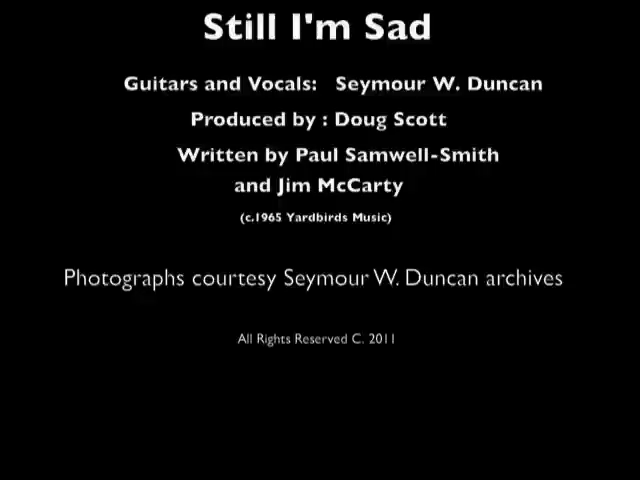 Still I'm Sad
Guitars and Vocals: Seymour W. Duncan
Produced by : Doug Scott
Written by Paul Samwell-Smith
and Jim McCarty
(c.1965 Yardbirds Music)
Photographs courtesy Seymour W. Duncan archives
All Rights Reserved C. 2011